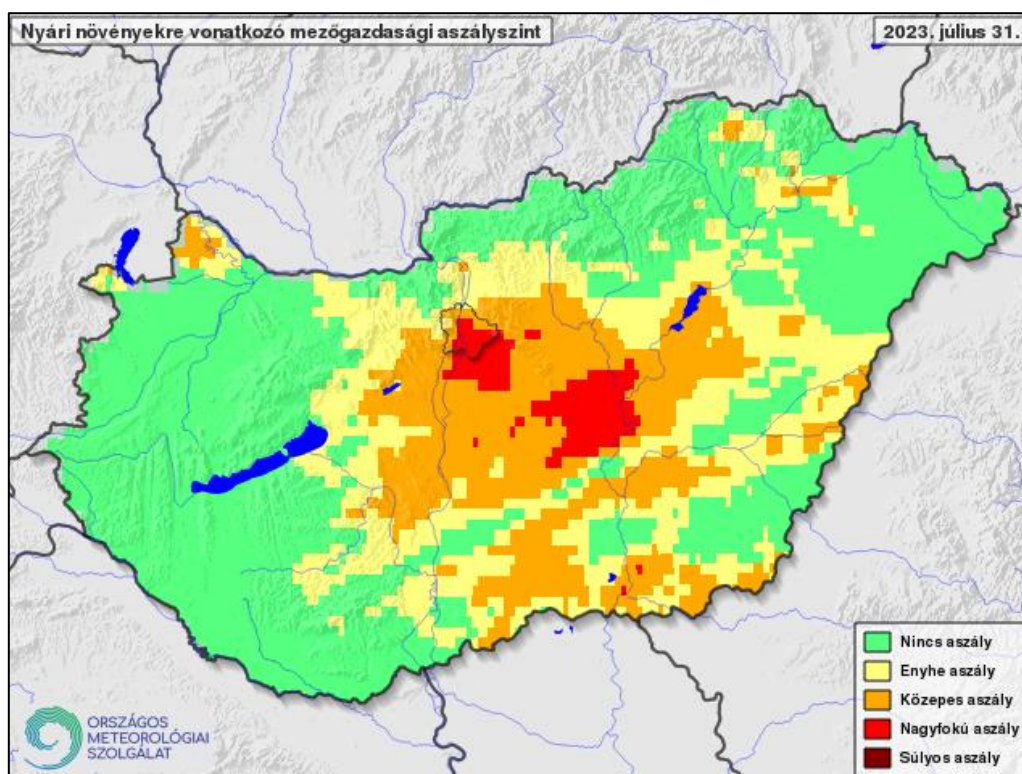 Nyári növényekre vonatkozó mezőgazdasági aszályszint
2023. július 31.
Nincs aszály
Enyhe aszály
Közepes aszály
Nagyfokú aszály
Súlyos aszály
ORSZÁGOS
METEOROLÓGIAI
SZOLGÁLAT